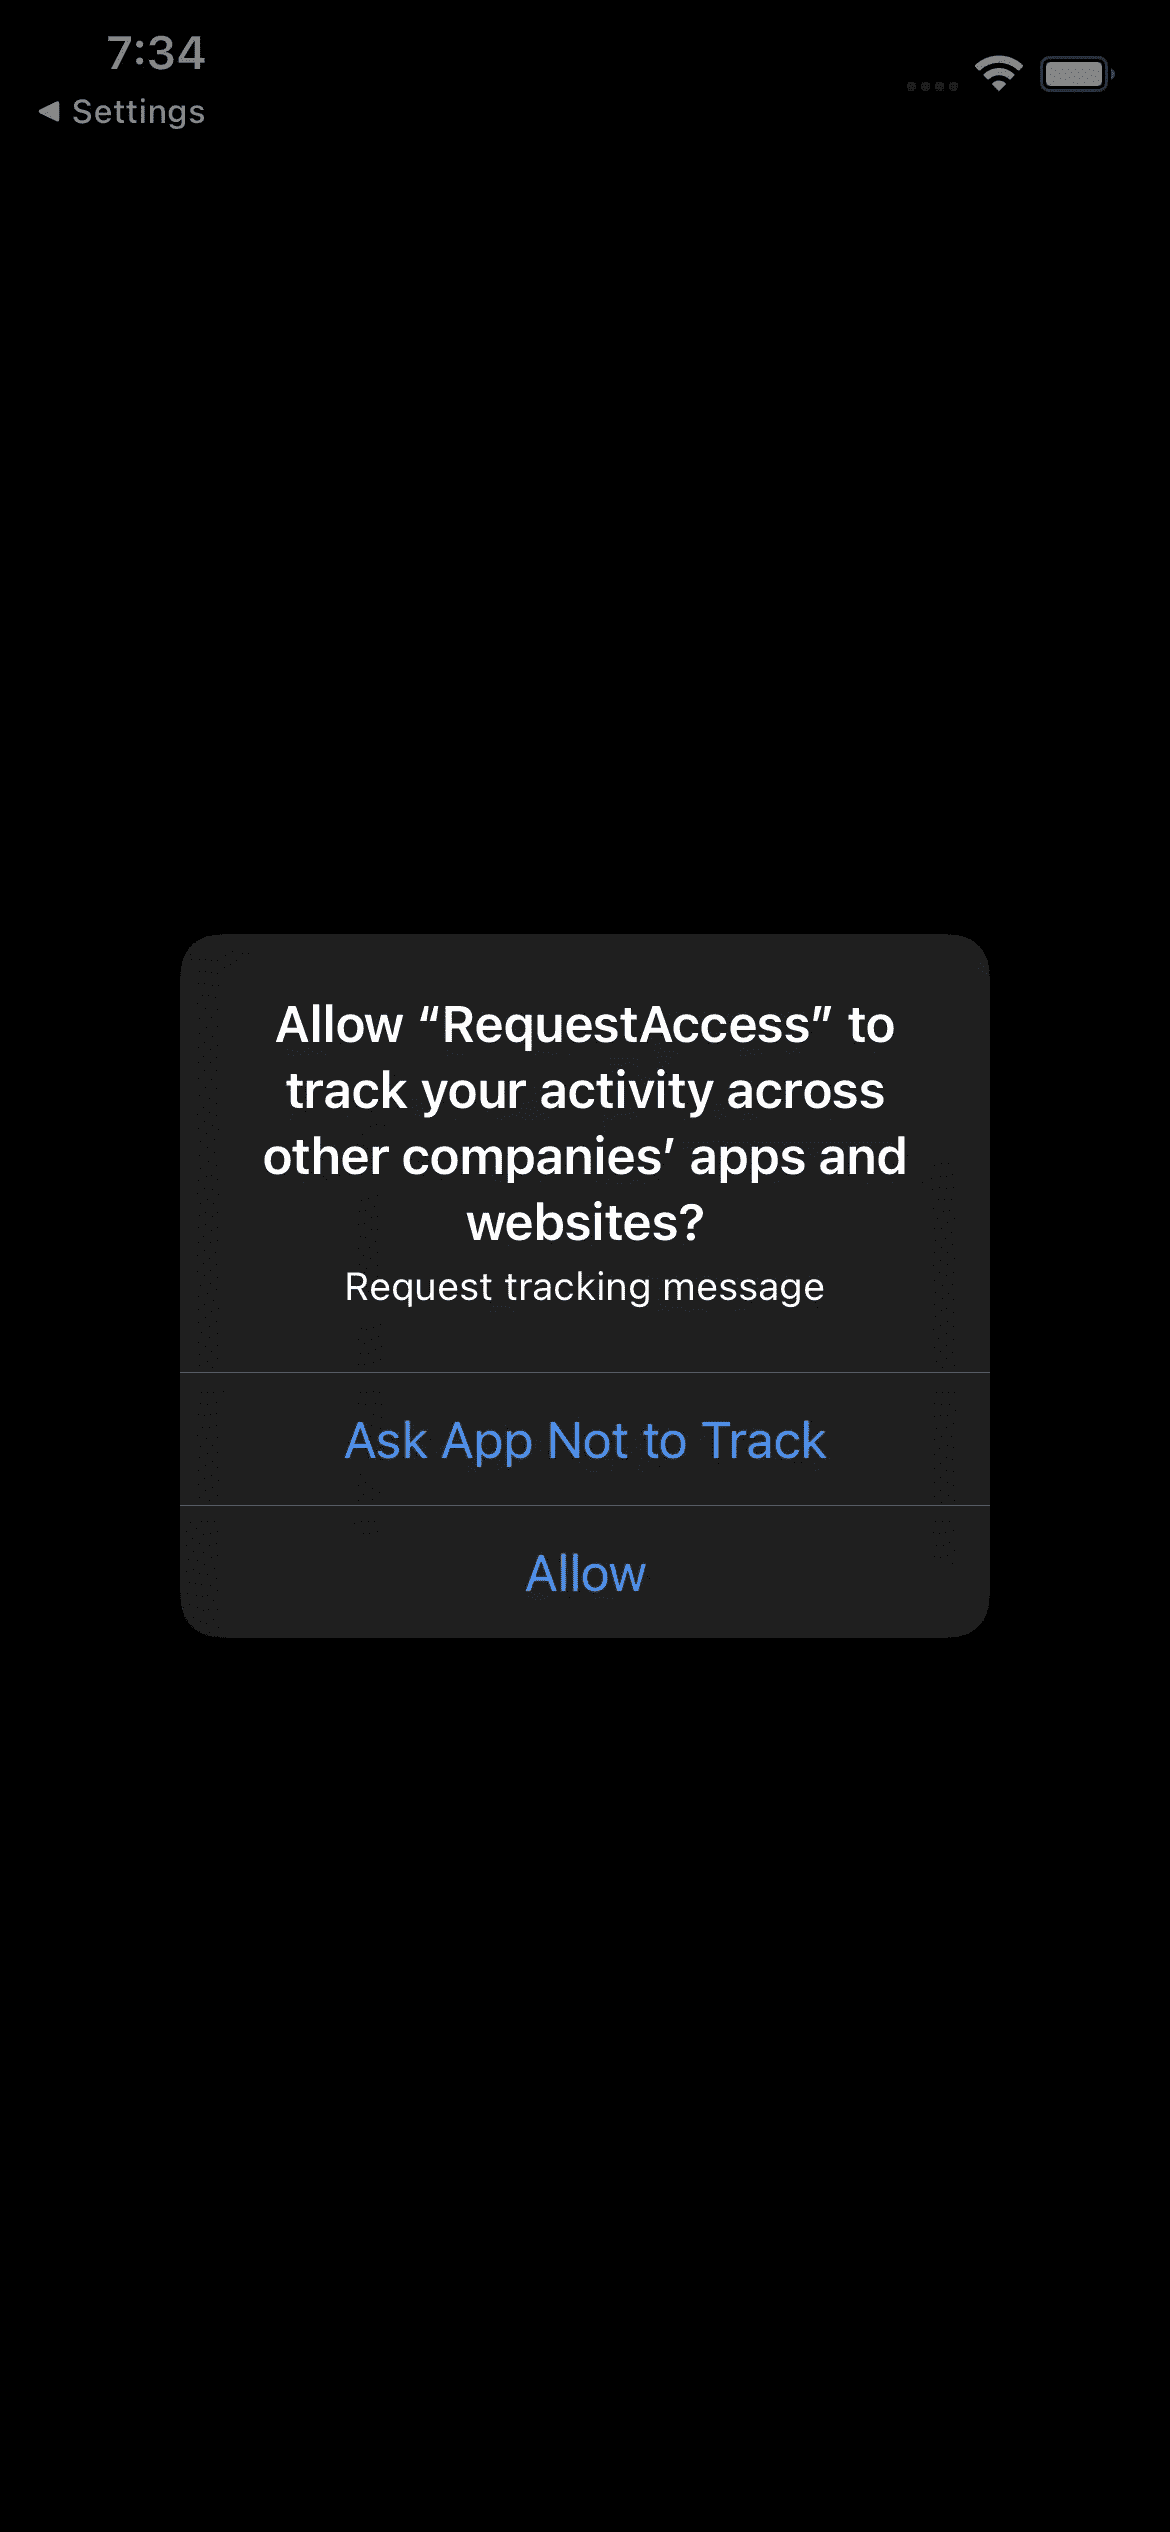 7:34
◀ Settings
Allow “RequestAccess” to
track your activity across
other companies’ apps and
websites?
Request tracking message
Ask App Not to Track
Allow